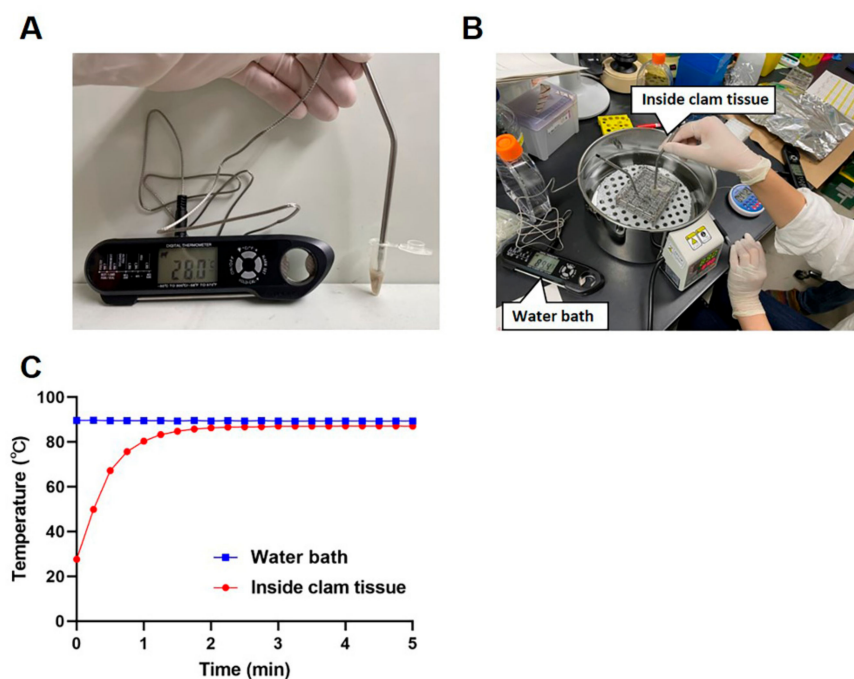 A
B
DIGITAL THERMOMETER
28.0°C
Inside clam tissue
Water bath
C
Temperature (℃)
100
80
60
40
20
0
Water bath
Inside clam tissue
0 1 2 3 4 5
Time (min)